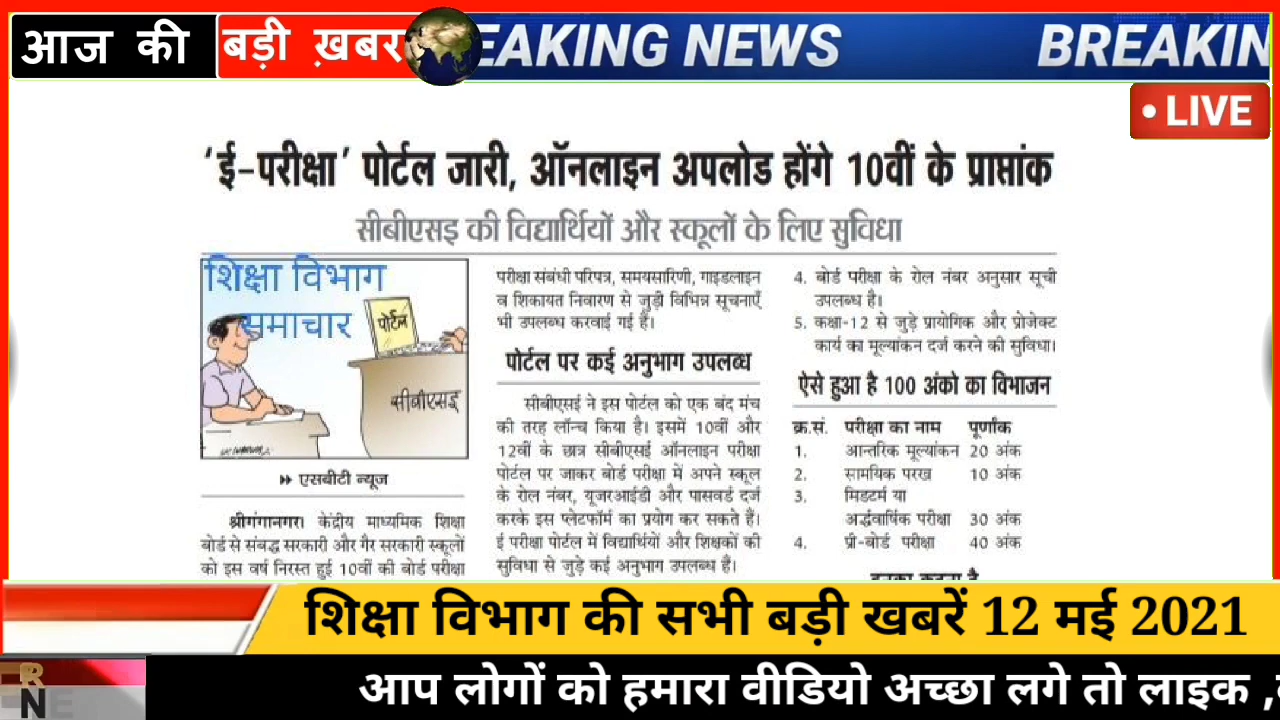 आज की बड़ी ख़बर
EAKING NEWS
BREAKIN
• LIVE
'ई-परीक्षा' पोर्टल जारी, ऑनलाइन अपलोड होंगे 10वीं के प्राप्तांक
सीबीएसइ की विद्यार्थियों और स्कूलों के लिए सुविधा
शिक्षा विभाग
समाचार
पोर्टल
सीबीएसइ
एसबीटी न्यूज
श्रीगंगानगर। केंद्रीय माध्यमिक शिक्षा
बोर्ड से संबद्ध सरकारी और गैर सरकारी स्कूलों
को इस वर्ष निरस्त हुई 10वीं की बोर्ड परीक्षा
परीक्षा संबंधी परिपत्र, समयसारिणी, गाइडलाइन
व शिकायत निवारण से जुड़ी विभिन्न सूचनाएँ
भी उपलब्ध करवाई गई हैं।
पोर्टल पर कई अनुभाग उपलब्ध
सीबीएसई ने इस पोर्टल को एक बंद मंच
की तरह लॉन्च किया है। इसमें 10वीं और
12वीं के छात्र सीबीएसई ऑनलाइन परीक्षा
पोर्टल पर जाकर बोर्ड परीक्षा में अपने स्कूल
के रोल नंबर, यूजरआईडी और पासवर्ड दर्ज
करके इस प्लेटफॉर्म का प्रयोग कर सकते हैं।
ई परीक्षा पोर्टल में विद्यार्थियों और शिक्षकों की
सुविधा से जुड़े कई अनुभाग उपलब्ध हैं।
4. बोर्ड परीक्षा के रोल नंबर अनुसार सूची
उपलब्ध है।
5. कक्षा-12 से जुड़े प्रायोगिक और प्रोजेक्ट
कार्य का मूल्यांकन दर्ज करने की सुविधा।
ऐसे हुआ है 100 अंको का विभाजन
क्र.सं. परीक्षा का नाम पूर्णांक
1. आन्तरिक मूल्यांकन 20 अंक
2. सामयिक परख 10 अंक
3. मिडटर्म या
अर्द्धवार्षिक परीक्षा 30 अंक
4. प्री-बोर्ड परीक्षा 40 अंक
शिक्षा विभाग की सभी बड़ी खबरें 12 मई 2021
आप लोगों को हमारा वीडियो अच्छा लगे तो लाइक ,